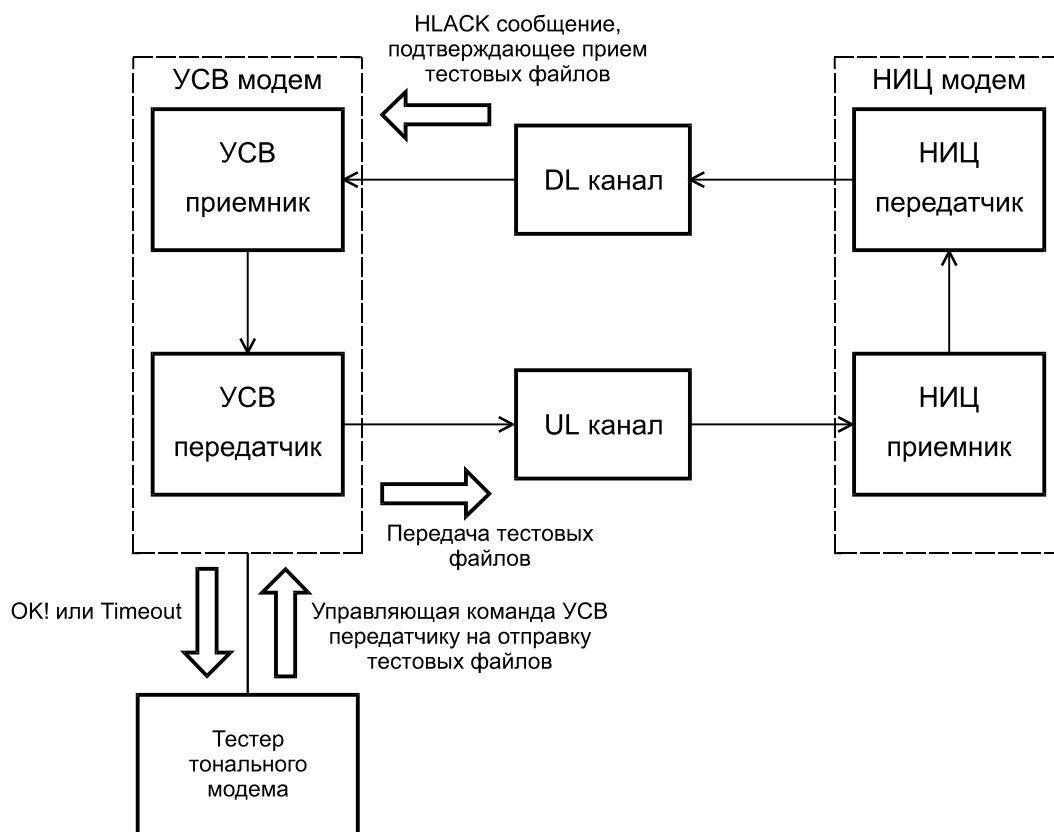 HLACK сообщение,
подтверждающее прием
тестовых файлов
УСВ модем
НИЦ модем
УСВ
приемник
DL канал
НИЦ
передатчик
УСВ
передатчик
UL канал
НИЦ
приемник
Передача тестовых
файлов
OK! или Timeout
Управляющая команда УСВ
передатчику на отправку
тестовых файлов
Тестер
тонального
модема